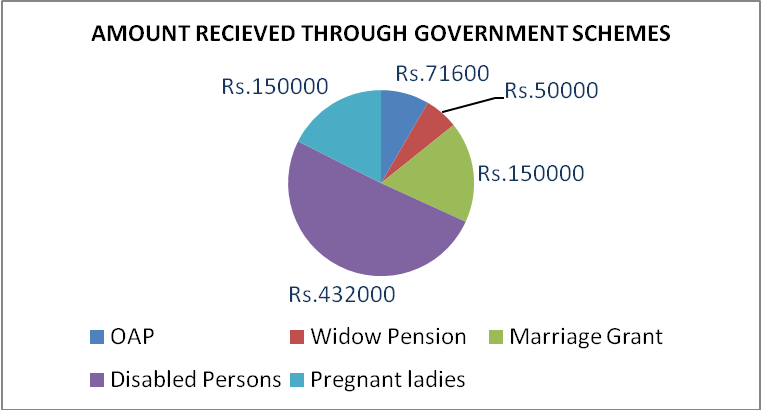 AMOUNT RECIEVED THROUGH GOVERNMENT SCHEMES
Rs.71600
Rs.150000
Rs.50000
Rs.150000
Rs.432000
OAP
Widow Pension
Marriage Grant
Disabled Persons
Pregnant ladies